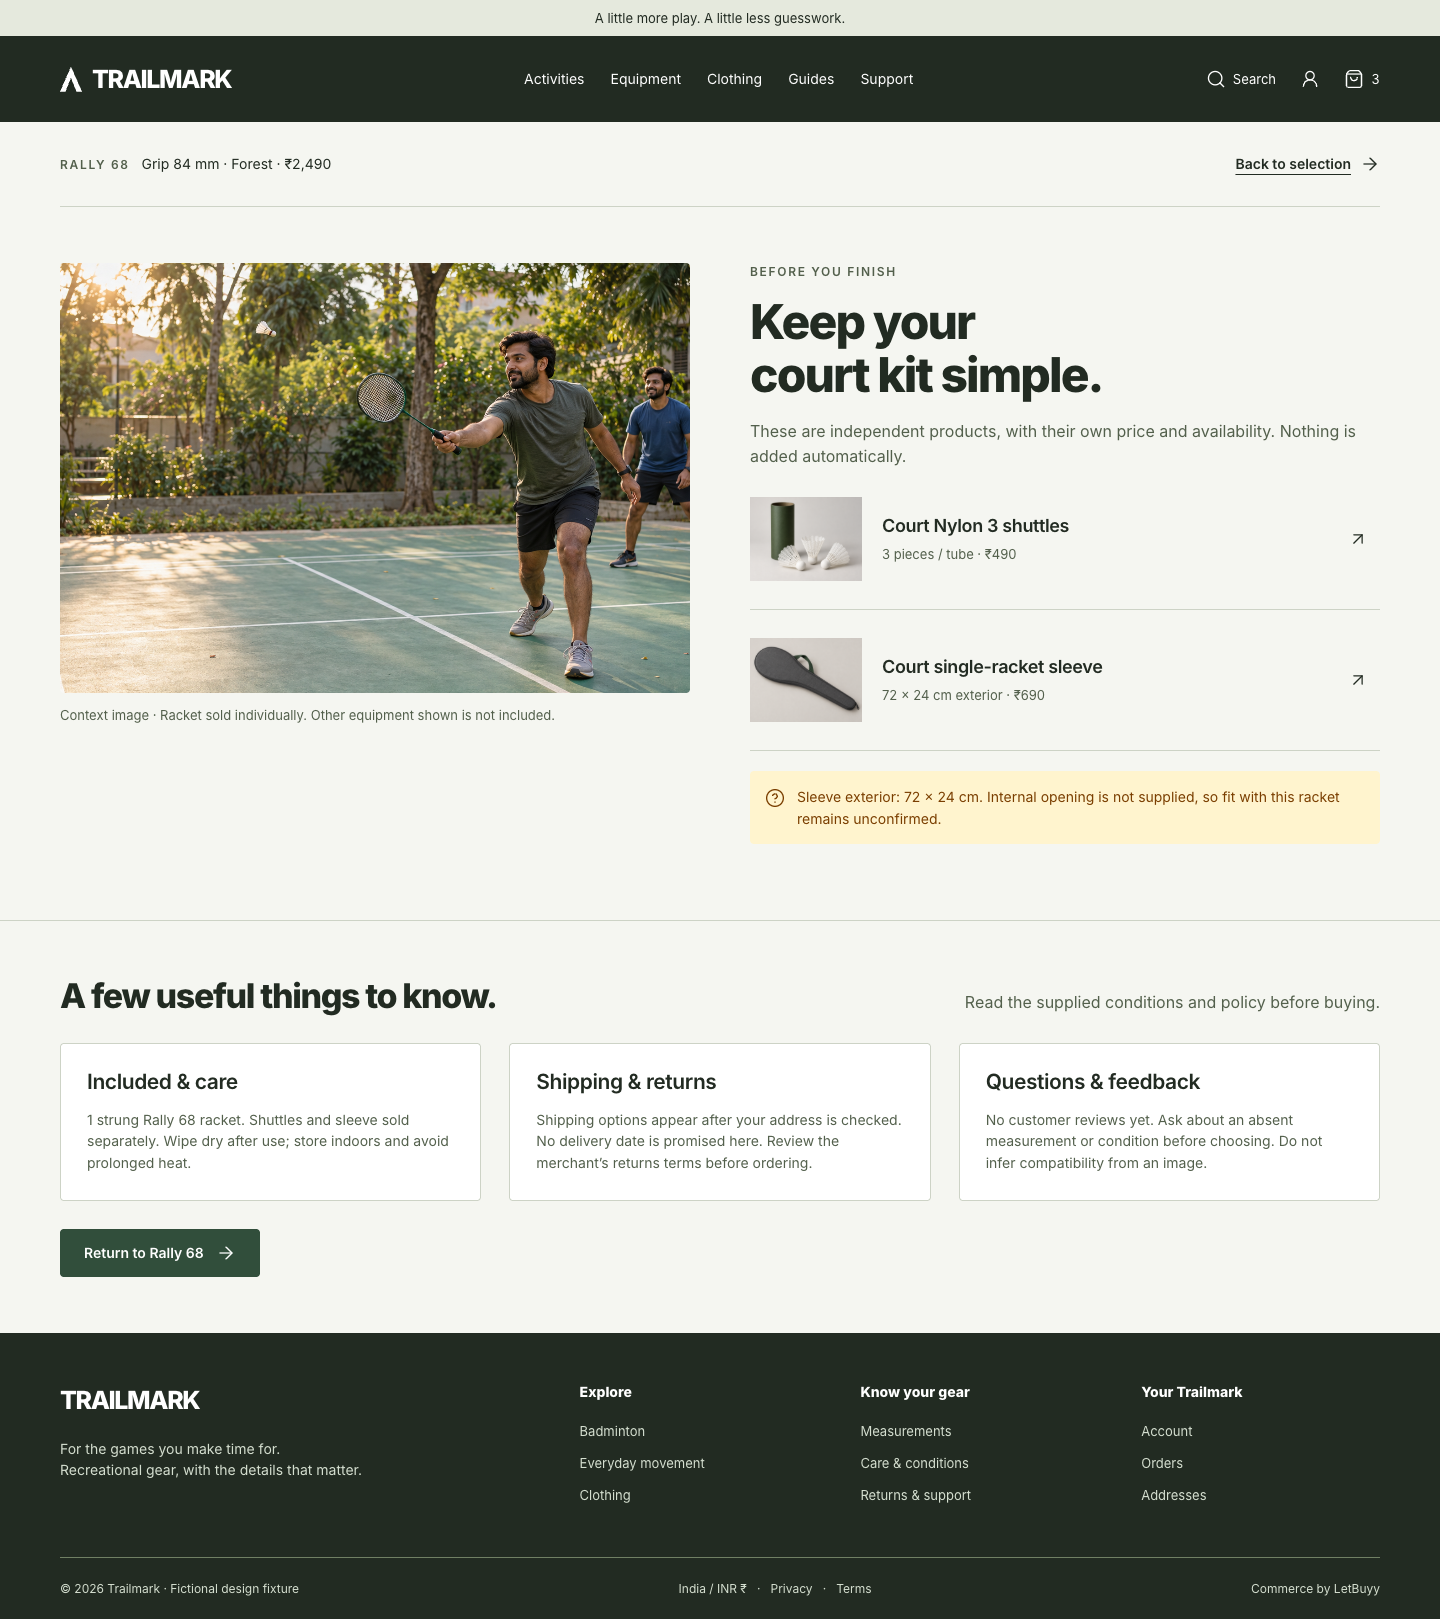 A little more play. A little less guesswork.
TRAILMARK
Activities
Equipment
Clothing
Guides
Support
Search
3
RALLY 68 Grip 84 mm · Forest · ₹2,490
Back to selection
BEFORE YOU FINISH
Keep your
court kit simple.
These are independent products, with their own price and availability. Nothing is
added automatically.
Court Nylon 3 shuttles
3 pieces / tube · ₹490
Court single-racket sleeve
72 × 24 cm exterior · ₹690
Sleeve exterior: 72 × 24 cm. Internal opening is not supplied, so fit with this racket
remains unconfirmed.
Context image · Racket sold individually. Other equipment shown is not included.
A few useful things to know.
Read the supplied conditions and policy before buying.
Included & care
1 strung Rally 68 racket. Shuttles and sleeve sold
separately. Wipe dry after use; store indoors and avoid
prolonged heat.
Shipping & returns
Shipping options appear after your address is checked.
No delivery date is promised here. Review the
merchant’s returns terms before ordering.
Questions & feedback
No customer reviews yet. Ask about an absent
measurement or condition before choosing. Do not
infer compatibility from an image.
Return to Rally 68
TRAILMARK
For the games you make time for.
Recreational gear, with the details that matter.
Explore
Badminton
Everyday movement
Clothing
Know your gear
Measurements
Care & conditions
Returns & support
Your Trailmark
Account
Orders
Addresses
© 2026 Trailmark · Fictional design fixture
India / INR ₹ · Privacy · Terms
Commerce by LetBuyy